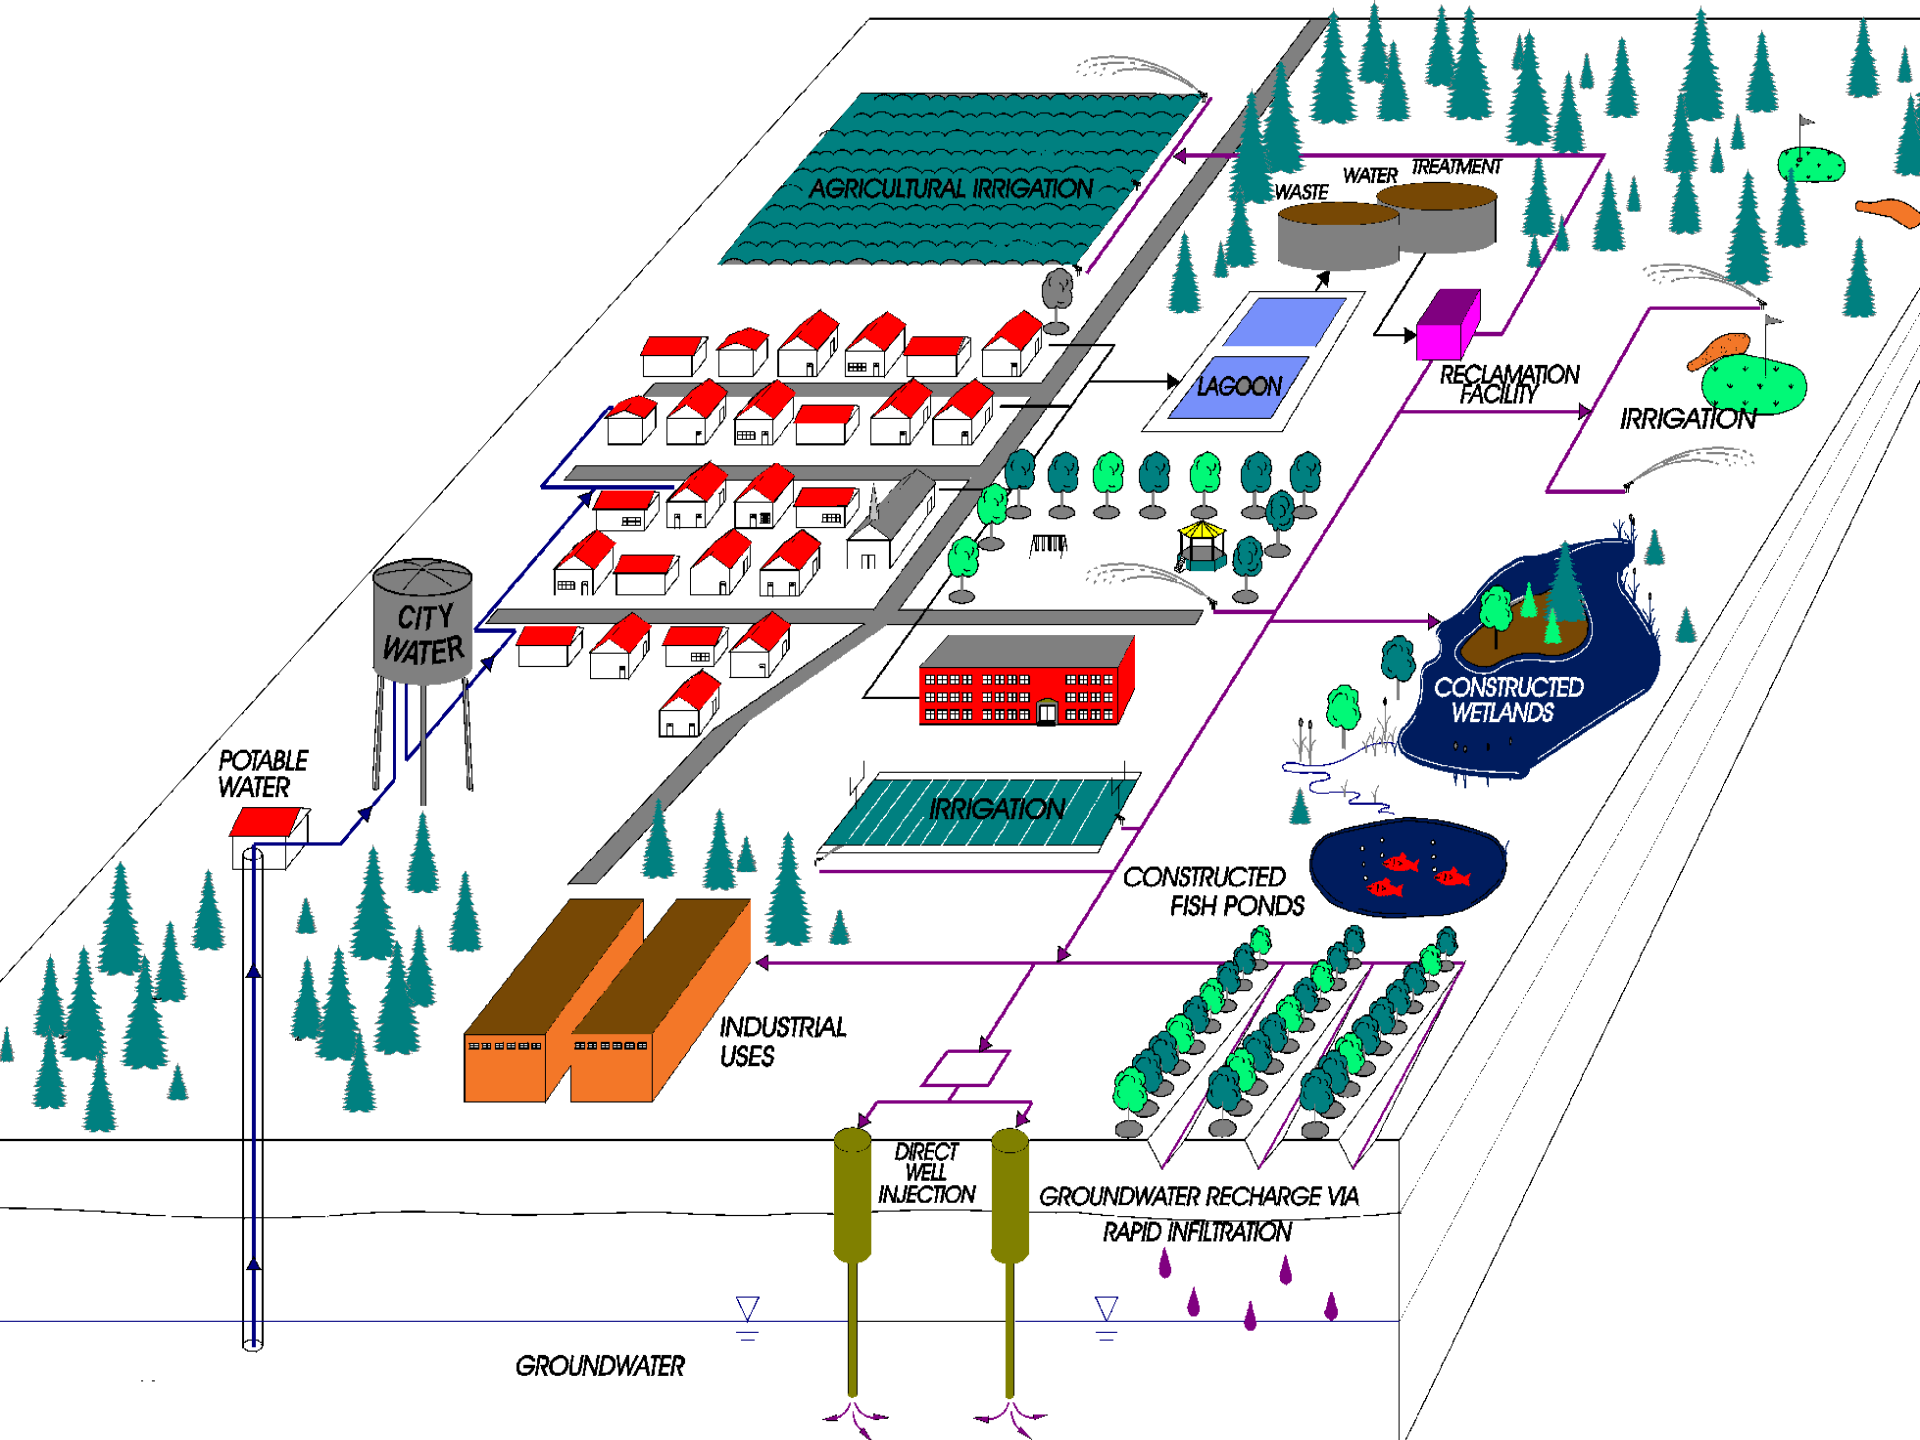 AGRICULTURAL IRRIGATION
WASTE WATER TREATMENT
LAGOON
RECLAMATION
FACILITY
IRRIGATION
CITY
WATER
CONSTRUCTED
WETLANDS
POTABLE
WATER
IRRIGATION
CONSTRUCTED
FISH PONDS
INDUSTRIAL
USES
DIRECT
WELL
INJECTION
GROUNDWATER RECHARGE VIA
RAPID INFILTRATION
GROUNDWATER